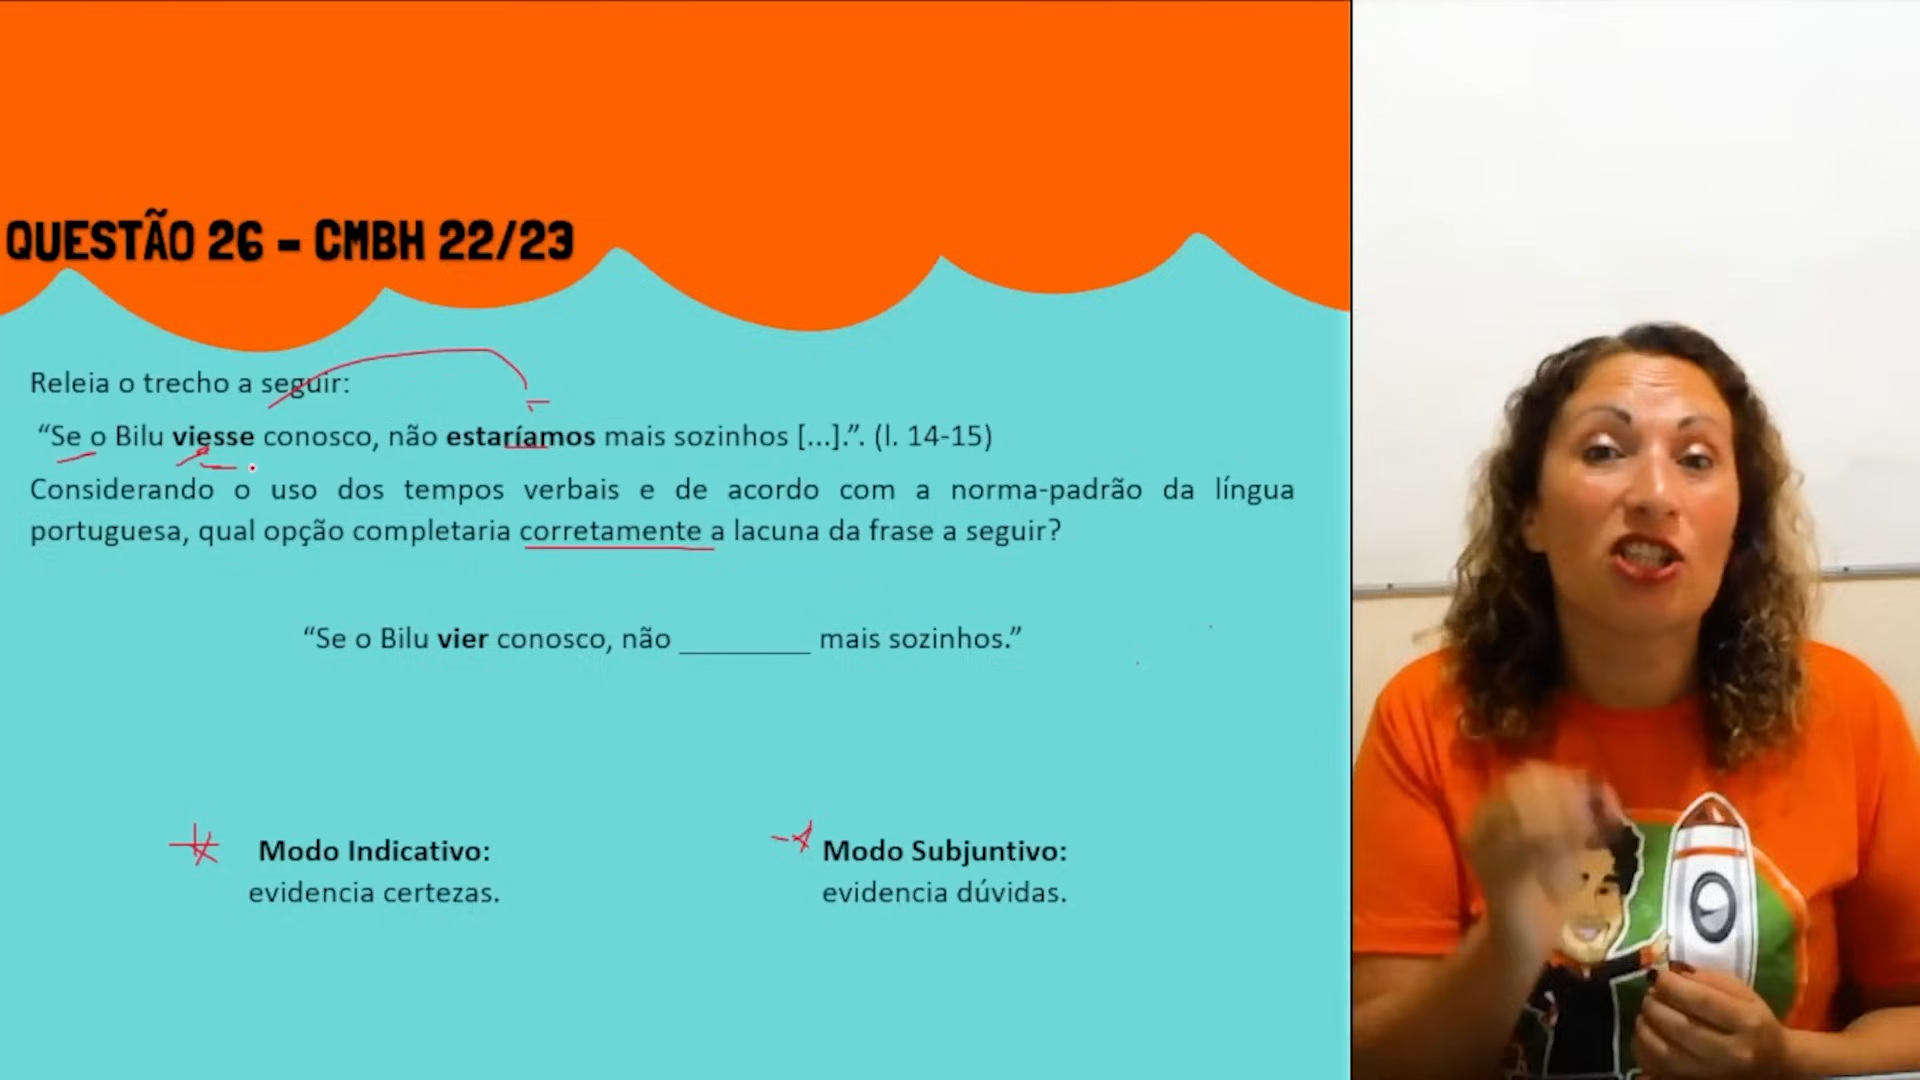 QUESTÃO 26 - CMBH 22/23
Releia o trecho a seguir:
“Se o Bilu viesse conosco, não estaríamos mais sozinhos [...].”. (l. 14-15)
Considerando o uso dos tempos verbais e de acordo com a norma-padrão da língua
portuguesa, qual opção completaria corretamente a lacuna da frase a seguir?
“Se o Bilu vier conosco, não _________ mais sozinhos.”
Modo Indicativo:
evidencia certezas.
Modo Subjuntivo:
evidencia dúvidas.